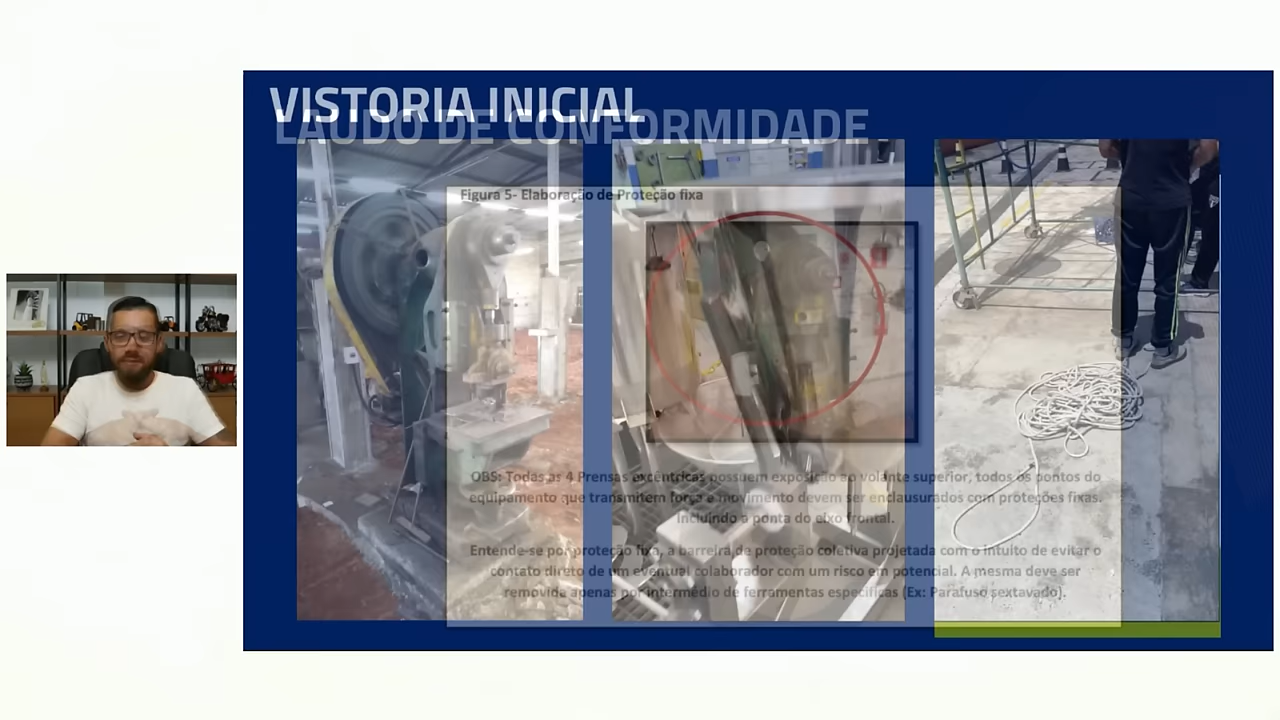 VISTORIA INICIAL
LAUDO DE CONFORMIDADE
Figura 5- Elaboração de Proteção fixa
OBS: Todas as 4 Prensas excêntricas possuem exposição ao volante superior, todos os pontos do
equipamento que transmitem força e movimento devem ser enclausurados com proteções fixas.
Incluindo a ponta do eixo frontal.
Entende-se por proteção fixa, a barreira de proteção coletiva projetada com o intuito de evitar o
contato direto de um eventual colaborador com um risco em potencial. A mesma deve ser
removida apenas por intermédio de ferramentas específicas (Ex: Parafuso sextavado).